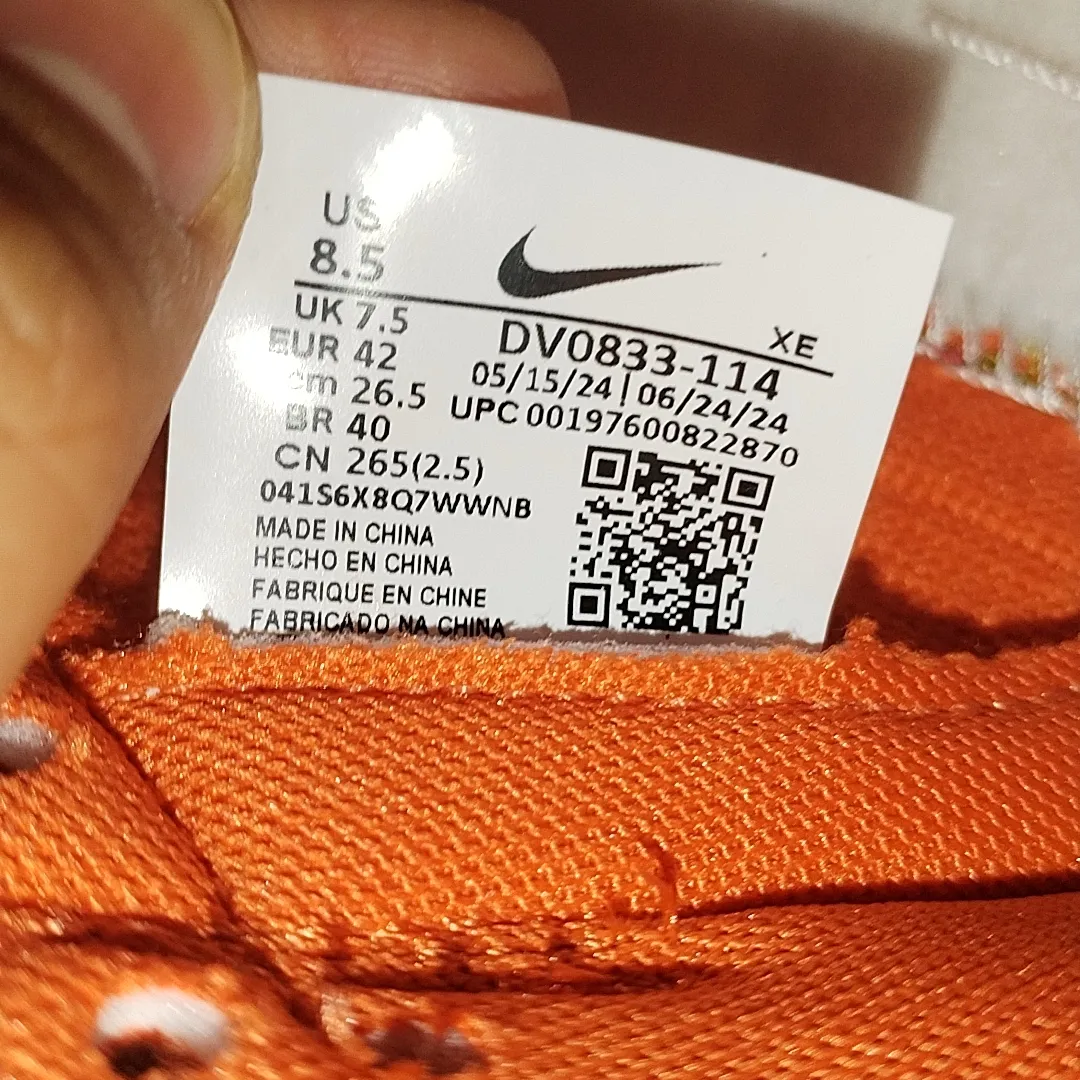 US
8.5
UK 7.5
EUR 42
cm 26.5
BR 40
CN 265(2.5)
041S6X8Q7WWNB
MADE IN CHINA
HECHO EN CHINA
FABRIQUE EN CHINE
FABRICADO NA CHINA
XE
DV0833-114
05/15/24 | 06/24/24
UPC 00197600822870